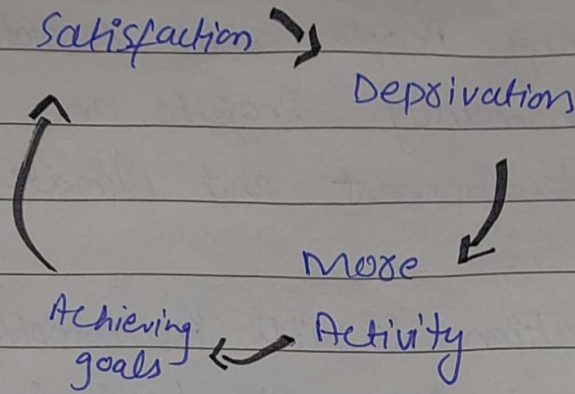 Satisfaction
Deprivation
More
Activity
Achieving
goals